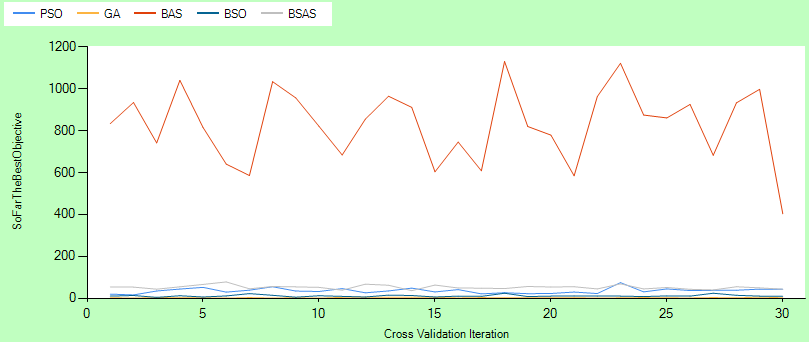 PSO GA BAS BSO BSAS
1200
1000
800
600
400
200
0
SoFarTheBestObjective
0 5 10 15 20 25 30
Cross Validation Iteration